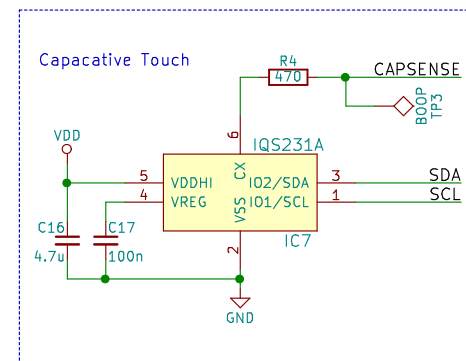 Capacative Touch
R4
470
CAPSENSE
BOOP
TP3
VDD
6
IQS231A
CX
5
VDDHI
IO2/SDA
3
SDA
4
VREG
IO1/SCL
1
SCL
VSS
C16
4.7u
C17
100n
2
IC7
GND